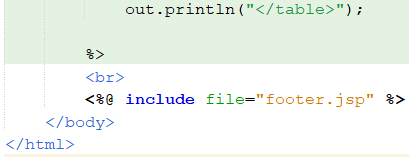 out.println("</table>");
%>
<br>
<%@ include file="footer.jsp" %>
</body>
</html>